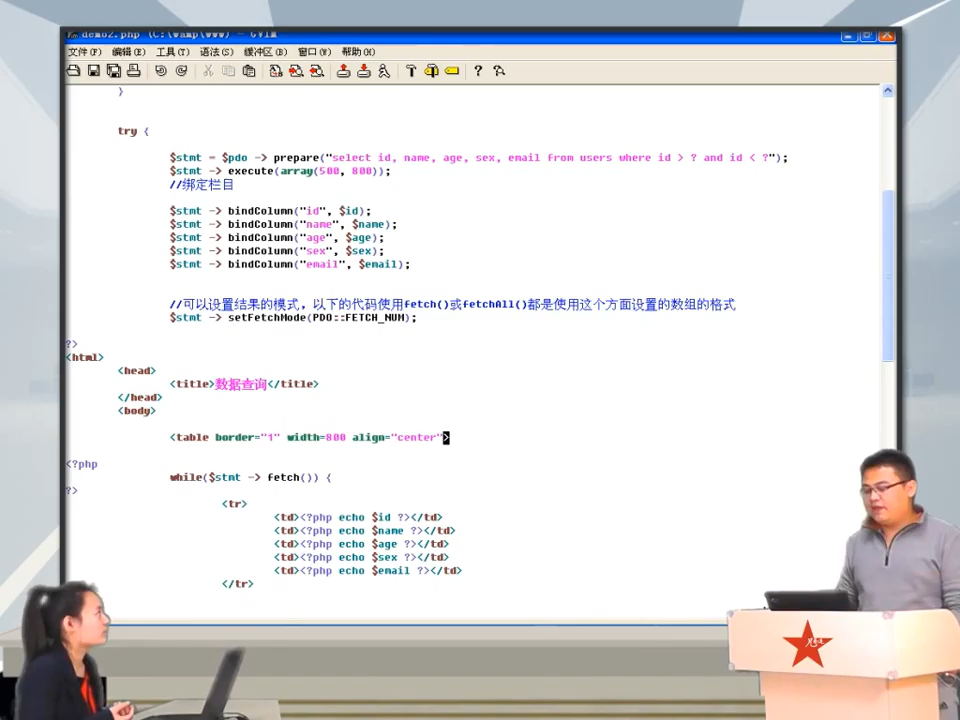 demo2.php (C:\wamp\www) - GVIM
文件(F) 编辑(E) 工具(T) 语法(S) 缓冲区(B) 窗口(W) 帮助(H)
}
try {
$stmt = $pdo -> prepare("select id, name, age, sex, email from users where id > ? and id < ?");
$stmt -> execute(array(500, 800));
//绑定栏目
$stmt -> bindColumn("id", $id);
$stmt -> bindColumn("name", $name);
$stmt -> bindColumn("age", $age);
$stmt -> bindColumn("sex", $sex);
$stmt -> bindColumn("email", $email);
//可以设置结果的模式，以下的代码使用fetch()或fetchAll()都是使用这个方面设置的数组的格式
$stmt -> setFetchMode(PDO::FETCH_NUM);
?>
<html>
<head>
<title>数据查询</title>
</head>
<body>
<table border="1" width=800 align="center">
<?php
while($stmt -> fetch()) {
?>
<tr>
<td><?php echo $id ?></td>
<td><?php echo $name ?></td>
<td><?php echo $age ?></td>
<td><?php echo $sex ?></td>
<td><?php echo $email ?></td>
</tr>